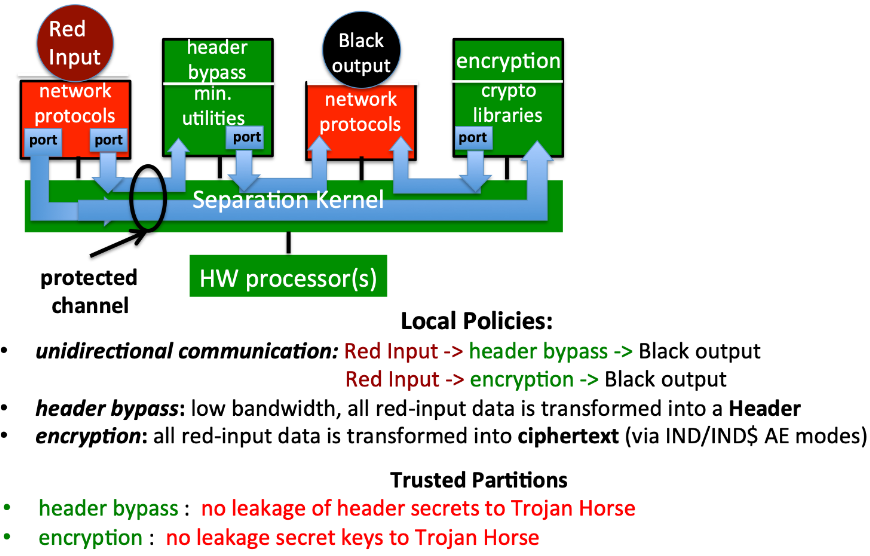 Red
Input
header
bypass
Black
output
encryption
network
protocols
min.
utilities
network
protocols
crypto
libraries
port
port
port
port
Separation Kernel
protected
channel
HW processor(s)
Local Policies:
• unidirectional communication: Red Input -> header bypass -> Black output
Red Input -> encryption -> Black output
• header bypass: low bandwidth, all red-input data is transformed into a Header
• encryption: all red-input data is transformed into ciphertext (via IND/IND$ AE modes)
Trusted Partitions
• header bypass : no leakage of header secrets to Trojan Horse
• encryption : no leakage secret keys to Trojan Horse